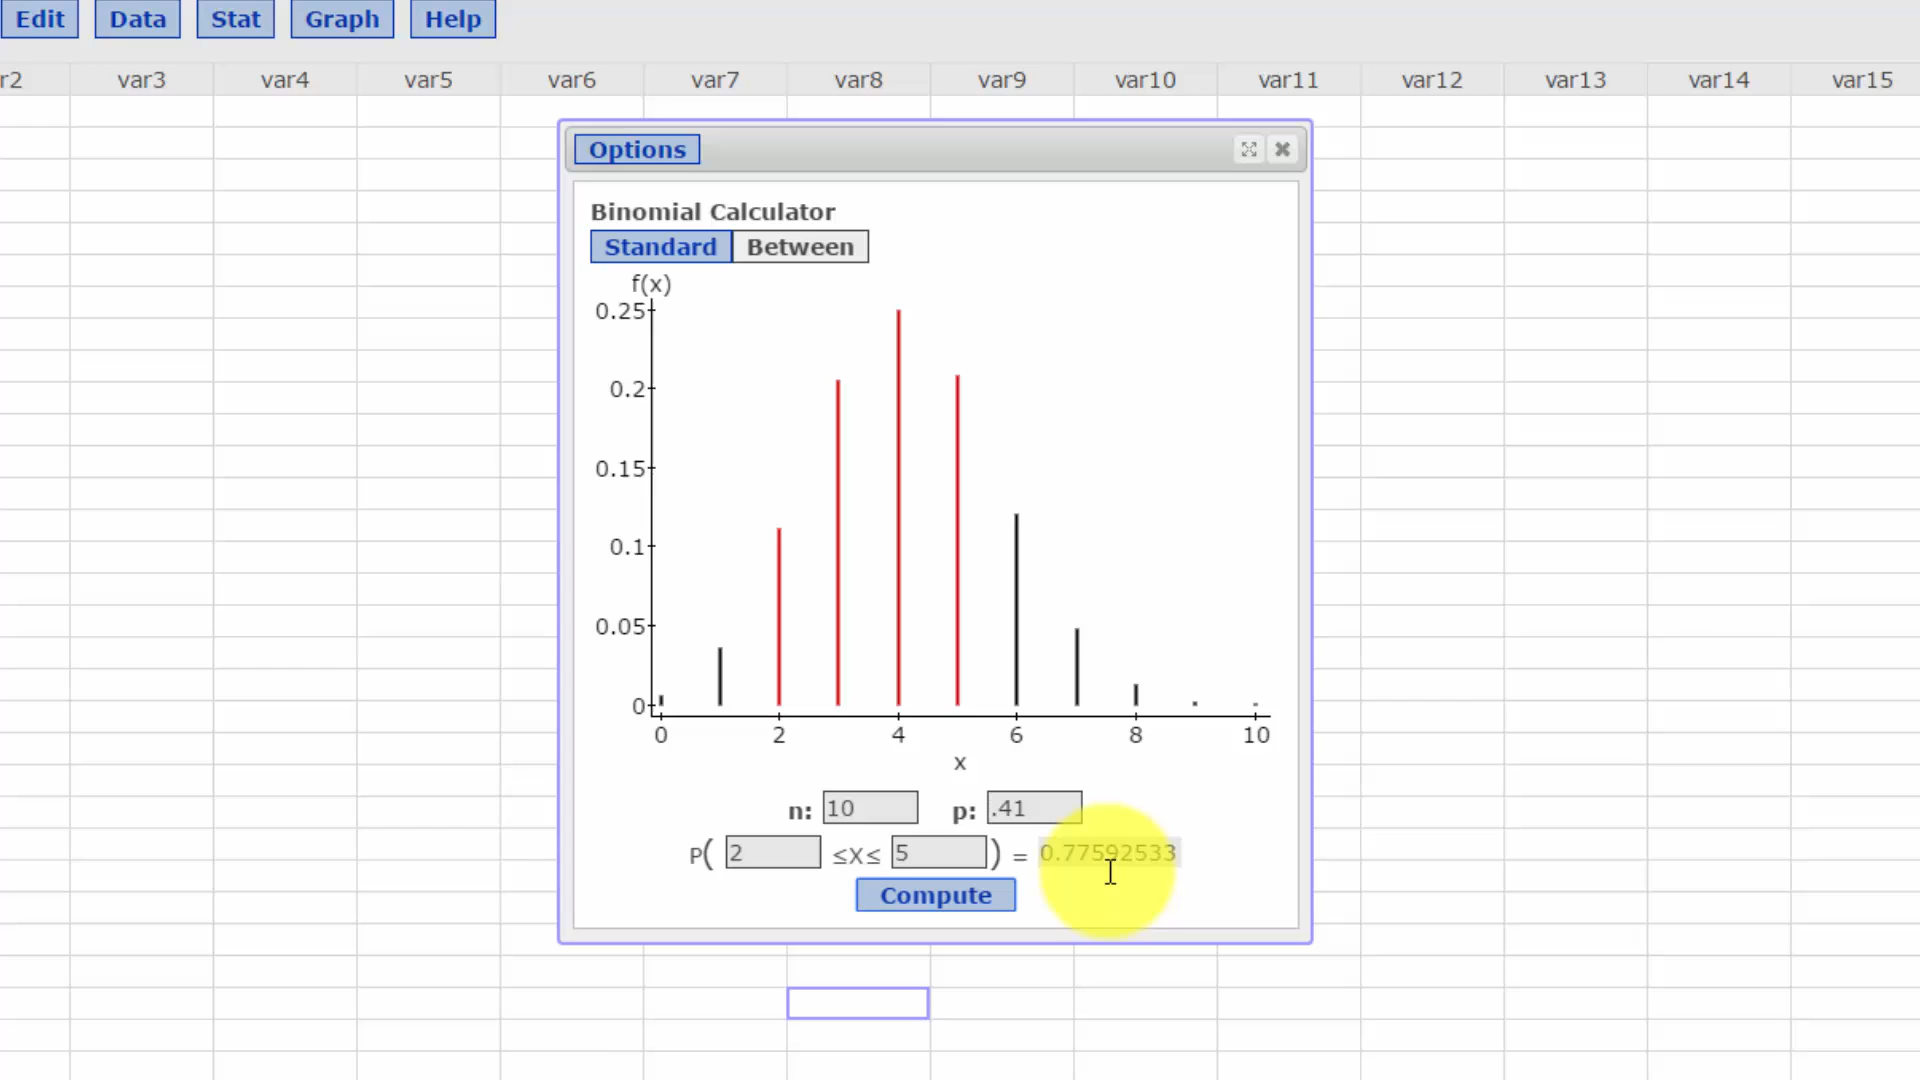 Edit Data Stat Graph Help
r2 var3 var4 var5 var6 var7 var8 var9 var10 var11 var12 var13 var14 var15
Options
Binomial Calculator
Standard Between
f(x)
0.25
0.2
0.15
0.1
0.05
0
0 2 4 6 8 10
x
n: 10 p: .41
P( 2 ≤X≤ 5 ) = 0.77592533
Compute